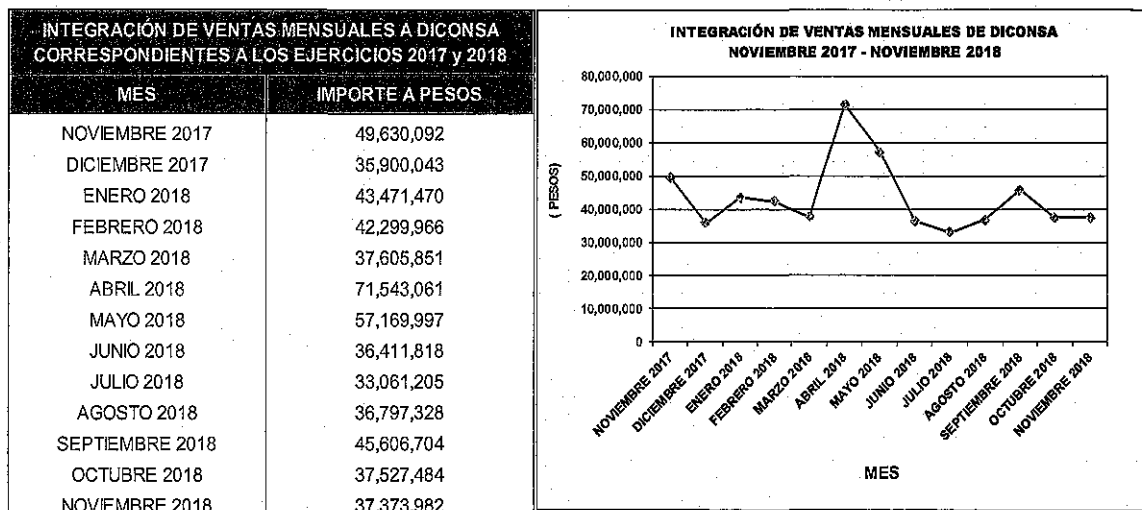 INTEGRACIÓN DE VENTAS MENSUALES A DICONSA
CORRESPONDIENTES A LOS EJERCICIOS 2017 y 2018
MES IMPORTE A PESOS
NOVIEMBRE 2017 49,630,092
DICIEMBRE 2017 35,900,043
ENERO 2018 43,471,470
FEBRERO 2018 42,299,966
MARZO 2018 37,605,851
ABRIL 2018 71,543,061
MAYO 2018 57,169,997
JUNIO 2018 36,411,818
JULIO 2018 33,061,205
AGOSTO 2018 36,797,328
SEPTIEMBRE 2018 45,606,704
OCTUBRE 2018 37,527,484
NOVIEMBRE 2018 37,373,982
INTEGRACIÓN DE VENTAS MENSUALES DE DICONSA
NOVIEMBRE 2017 - NOVIEMBRE 2018
80,000,000
70,000,000
60,000,000
50,000,000
40,000,000
30,000,000
20,000,000
10,000,000
0
( PESOS)
NOVIEMBRE 2017
DICIEMBRE 2017
ENERO 2018
FEBRERO 2018
MARZO 2018
ABRIL 2018
MAYO 2018
JUNIO 2018
JULIO 2018
AGOSTO 2018
SEPTIEMBRE 2018
OCTUBRE 2018
NOVIEMBRE 2018
MES